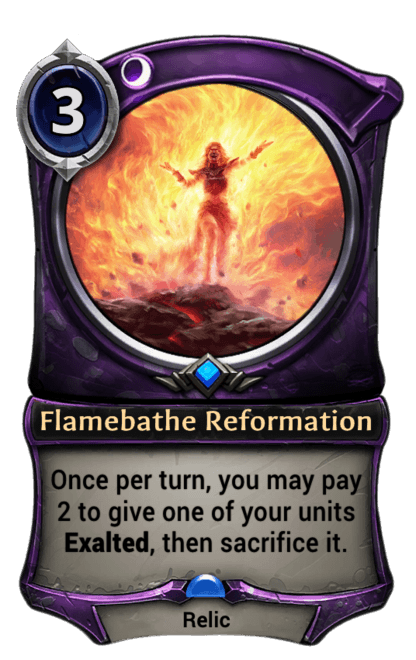 3
Flamebathe Reformation
Once per turn, you may pay
2 to give one of your units
Exalted, then sacrifice it.
Relic